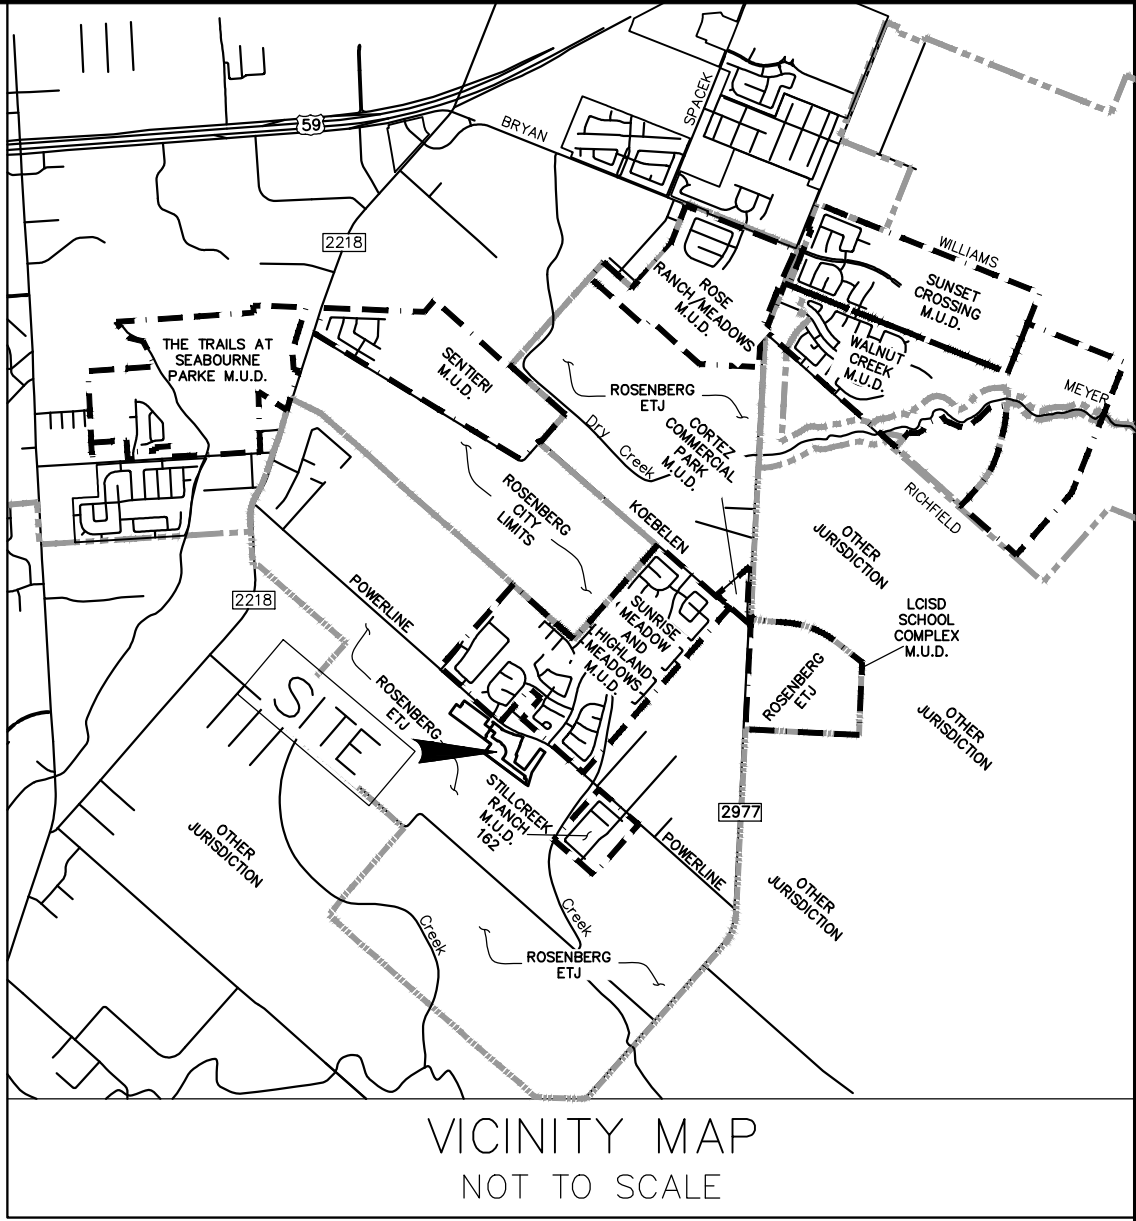 59
BRYAN
SPACEK
2218
WILLIAMS
SUNSET
CROSSING
M.U.D.
ROSE
RANCH/MEADOWS
M.U.D.
THE TRAILS AT
SEABOURNE
PARKE M.U.D.
SENTIERI
M.U.D.
WALNUT
CREEK
M.U.D.
MEYER
ROSENBERG
ETJ
Dry Creek
CORTEZ
COMMERCIAL
PARK
M.U.D.
ROSENBERG
CITY
LIMITS
KOEBELEN
RICHFIELD
OTHER
JURISDICTION
2218
POWERLINE
SUNRISE
MEADOW
AND
HIGHLAND
MEADOWS
M.U.D.
LCISD
SCHOOL
COMPLEX
M.U.D.
ROSENBERG
ETJ
SITE
ROSENBERG
ETJ
OTHER
JURISDICTION
STILLCREEK
RANCH
M.U.D.
162
2977
POWERLINE
OTHER
JURISDICTION
OTHER
JURISDICTION
Creek
Creek
ROSENBERG
ETJ
VICINITY MAP
NOT TO SCALE